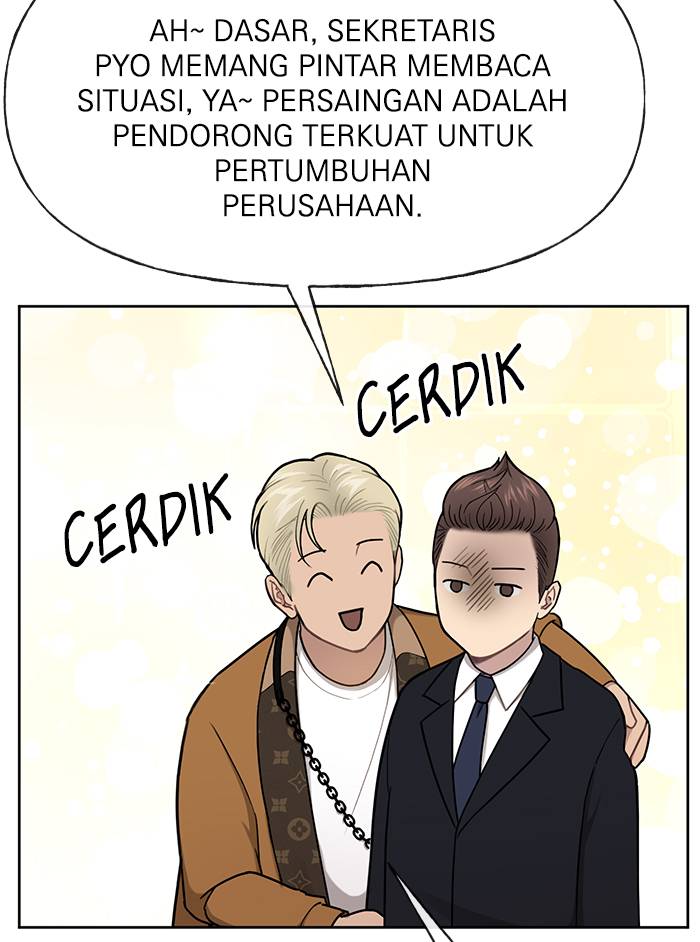 AH~ DASAR, SEKRETARIS
PYO MEMANG PINTAR MEMBACA
SITUASI, YA~ PERSAINGAN ADALAH
PENDORONG TERKUAT UNTUK
PERTUMBUHAN
PERUSAHAAN.
CERDIK
CERDIK